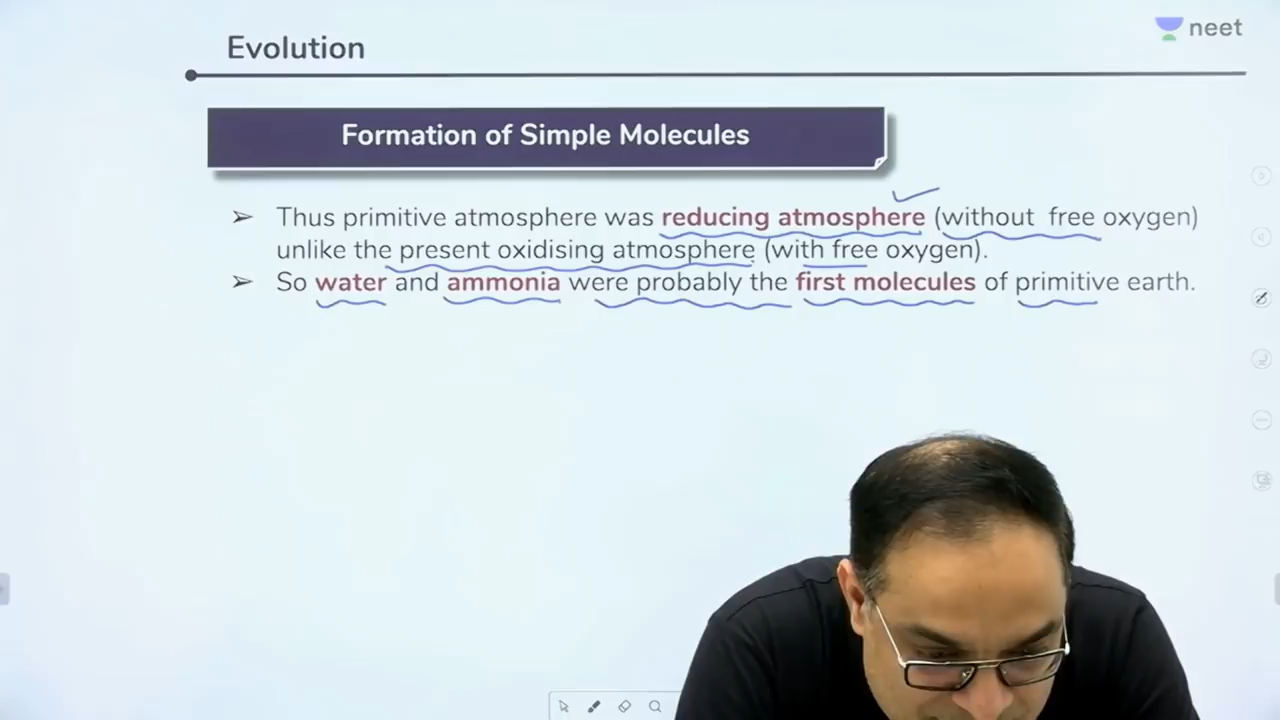 Evolution
neet
Formation of Simple Molecules
➢ Thus primitive atmosphere was reducing atmosphere (without free oxygen)
unlike the present oxidising atmosphere (with free oxygen).
➢ So water and ammonia were probably the first molecules of primitive earth.